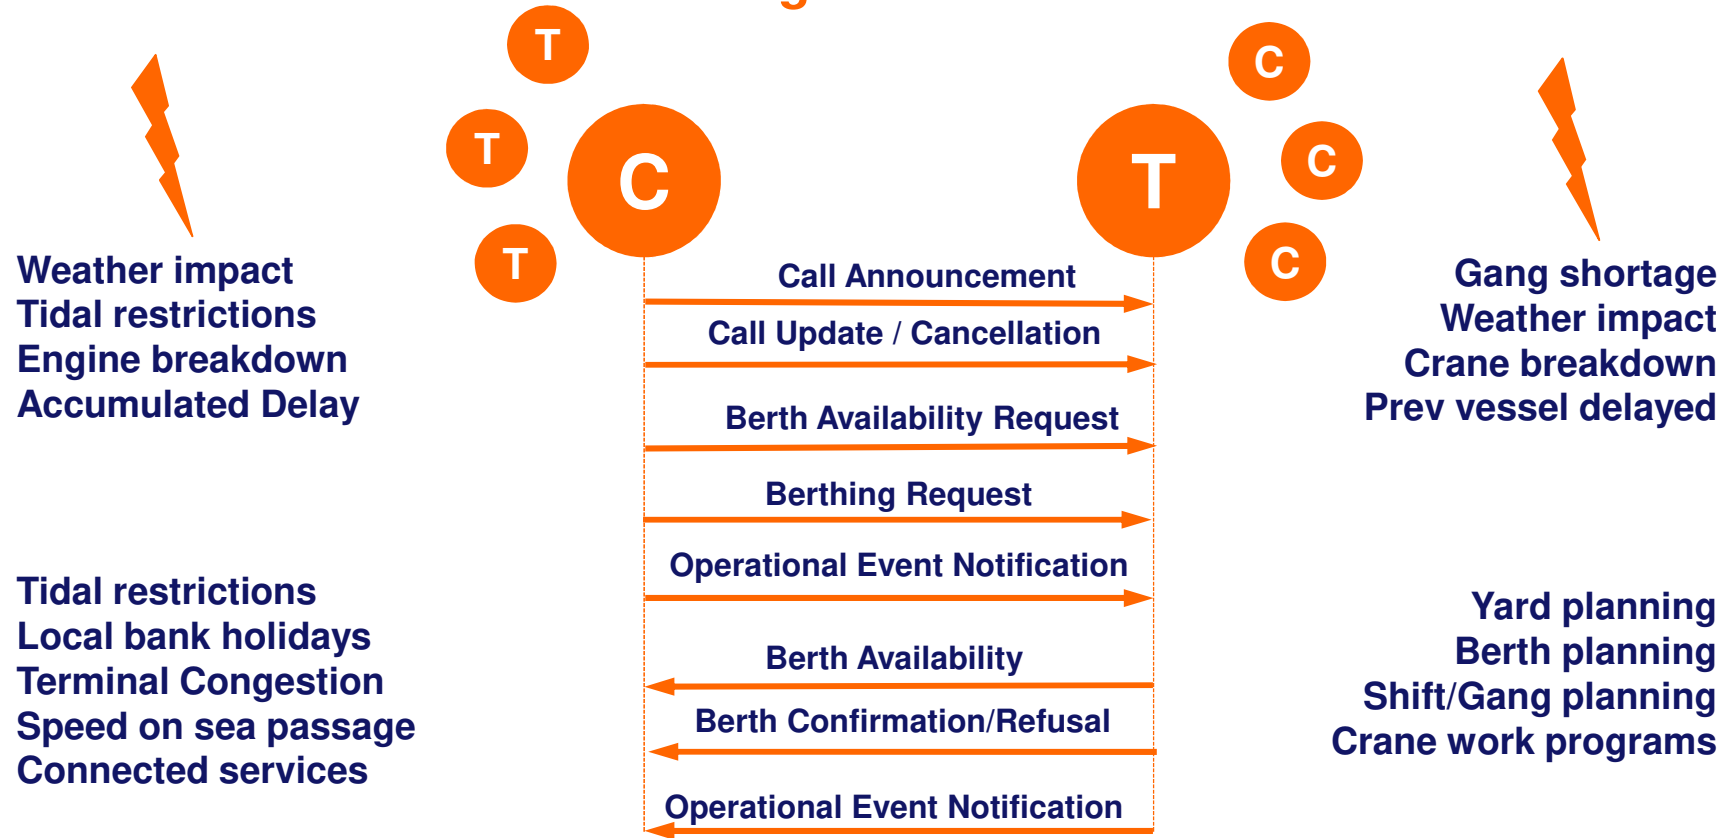 T
C
T
C
T
C
T
C
Weather impact
Tidal restrictions
Engine breakdown
Accumulated Delay
Call Announcement
Call Update / Cancellation
Berth Availability Request
Berthing Request
Operational Event Notification
Berth Availability
Berth Confirmation/Refusal
Operational Event Notification
Gang shortage
Weather impact
Crane breakdown
Prev vessel delayed
Tidal restrictions
Local bank holidays
Terminal Congestion
Speed on sea passage
Connected services
Yard planning
Berth planning
Shift/Gang planning
Crane work programs